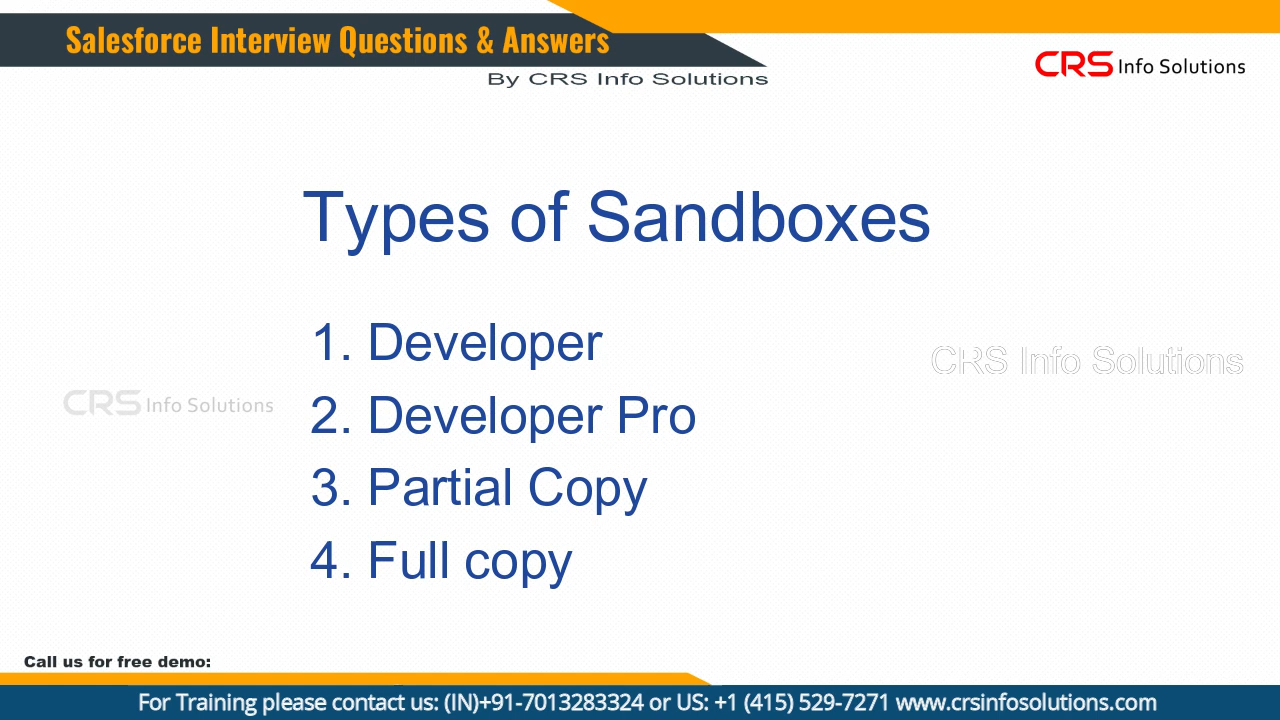 Salesforce Interview Questions & Answers
By CRS Info Solutions
CRS Info Solutions
Types of Sandboxes
1. Developer
2. Developer Pro
3. Partial Copy
4. Full copy
CRS Info Solutions
CRS Info Solutions
Call us for free demo:
For Training please contact us: (IN)+91-7013283324 or US: +1 (415) 529-7271 www.crsinfosolutions.com